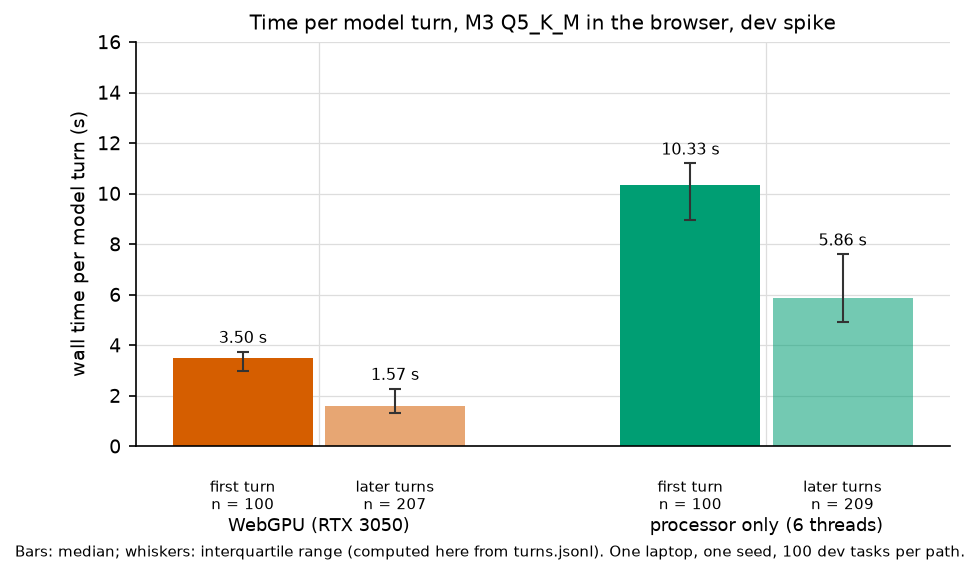 Time per model turn, M3 Q5_K_M in the browser, dev spike
wall time per model turn (s)
16
14
12
10
8
6
4
2
0
3.50 s
1.57 s
10.33 s
5.86 s
first turn
n = 100
later turns
n = 207
first turn
n = 100
later turns
n = 209
WebGPU (RTX 3050)
processor only (6 threads)
Bars: median; whiskers: interquartile range (computed here from turns.jsonl). One laptop, one seed, 100 dev tasks per path.